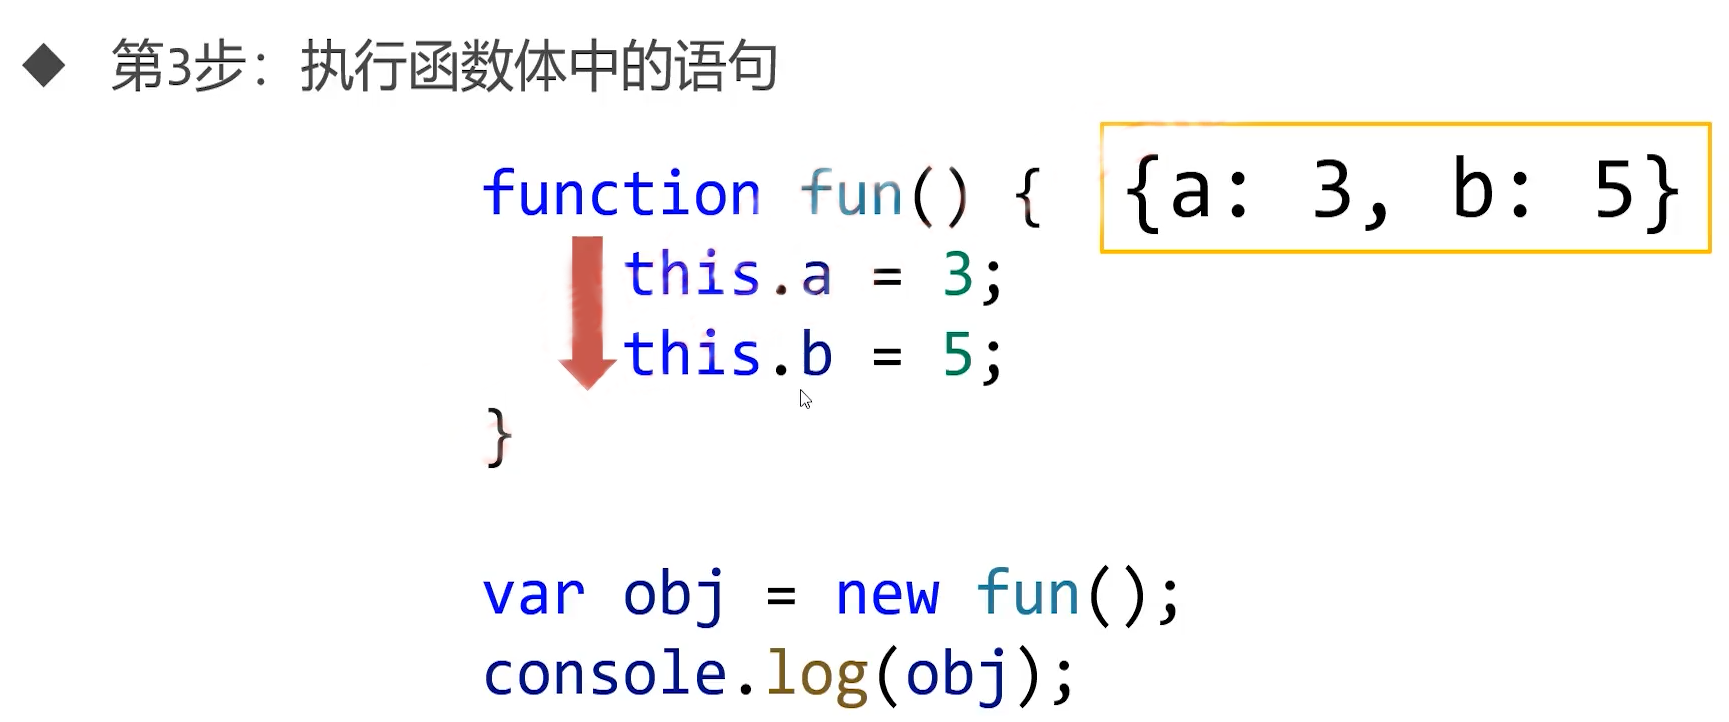 第3步：执行函数体中的语句
function fun() {
{a: 3, b: 5}
this.a = 3;
this.b = 5;
}
var obj = new fun();
console.log(obj);